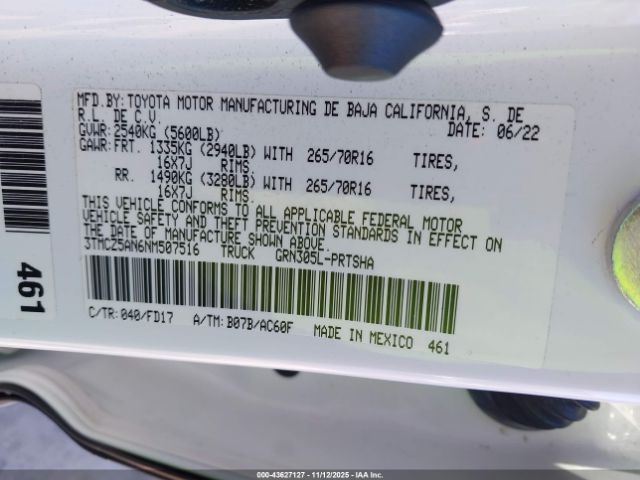 MFD.BY:TOYOTA MOTOR MANUFACTURING DE BAJA CALIFORNIA, S. DE
R.L. DE C.V. DATE: 06/22
GVWR:2540KG (5600LB)
GAWR:FRT. 1335KG (2940LB) WITH 265/70R16 TIRES,
16X7J RIMS.
RR. 1490KG (3280LB) WITH 265/70R16 TIRES,
16X7J RIMS.
THIS VEHICLE CONFORMS TO ALL APPLICABLE FEDERAL MOTOR
VEHICLE SAFETY AND THEFT PREVENTION STANDARDS IN EFFECT ON
THE DATE OF MANUFACTURE SHOWN ABOVE.
3TMCZ5AN6NM507516 TRUCK GRN305L-PRTSHA
C/TR:040/FD17 A/TM:B07B/AC60F MADE IN MEXICO 461
461
000-43627127 - 11/12/2025 - IAAI.CA